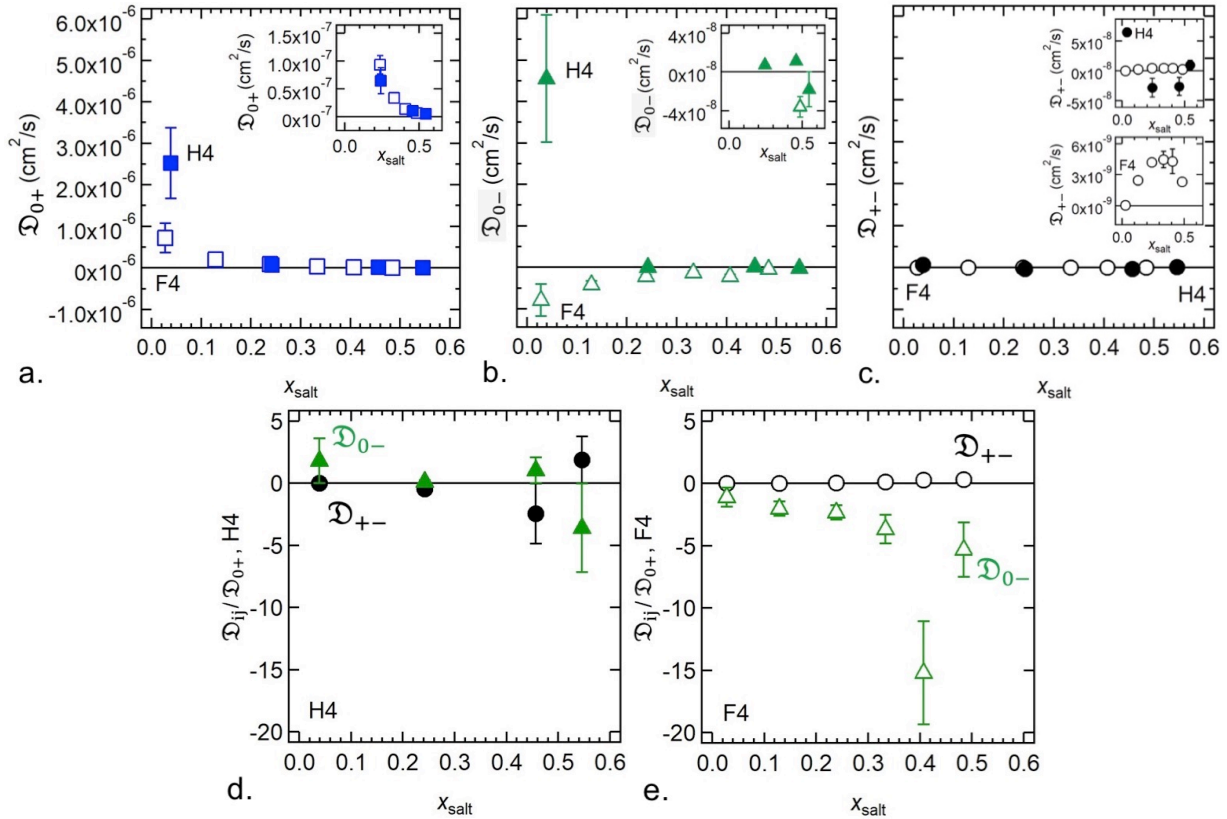 6.0x10⁻⁶
5.0x10⁻⁶
4.0x10⁻⁶
3.0x10⁻⁶
2.0x10⁻⁶
1.0x10⁻⁶
0x10⁻⁶
-1.0x10⁻⁶
𝔇₀₊ (cm²/s)
H4
F4
0.0 0.1 0.2 0.3 0.4 0.5 0.6
a.
xsalt
1.5x10⁻⁷
1.0x10⁻⁷
0.5x10⁻⁷
0x10⁻⁷
𝔇₀₊ (cm²/s)
0.0 0.5
xsalt
𝔇₀₋ (cm²/s)
H4
F4
0.0 0.1 0.2 0.3 0.4 0.5 0.6
b.
xsalt
4x10⁻⁸
0x10⁻⁸
-4x10⁻⁸
𝔇₀₋(cm²/s)
0.0 0.5
xsalt
𝔇₊₋ (cm²/s)
F4
H4
0.0 0.1 0.2 0.3 0.4 0.5 0.6
c.
xsalt
H4
5x10⁻⁸
0x10⁻⁸
-5x10⁻⁸
𝔇₊₋ (cm²/s)
0.0 0.5
xsalt
F4
6x10⁻⁹
3x10⁻⁹
0x10⁻⁹
𝔇₊₋ (cm²/s)
0.0 0.5
xsalt
5
0
-5
-10
-15
-20
𝔇ij/𝔇₀₊, H4
𝔇₀₋
𝔇₊₋
H4
0.0 0.1 0.2 0.3 0.4 0.5 0.6
d.
xsalt
5
0
-5
-10
-15
-20
𝔇ij/𝔇₀₊, F4
𝔇₊₋
𝔇₀₋
F4
0.0 0.1 0.2 0.3 0.4 0.5 0.6
e.
xsalt